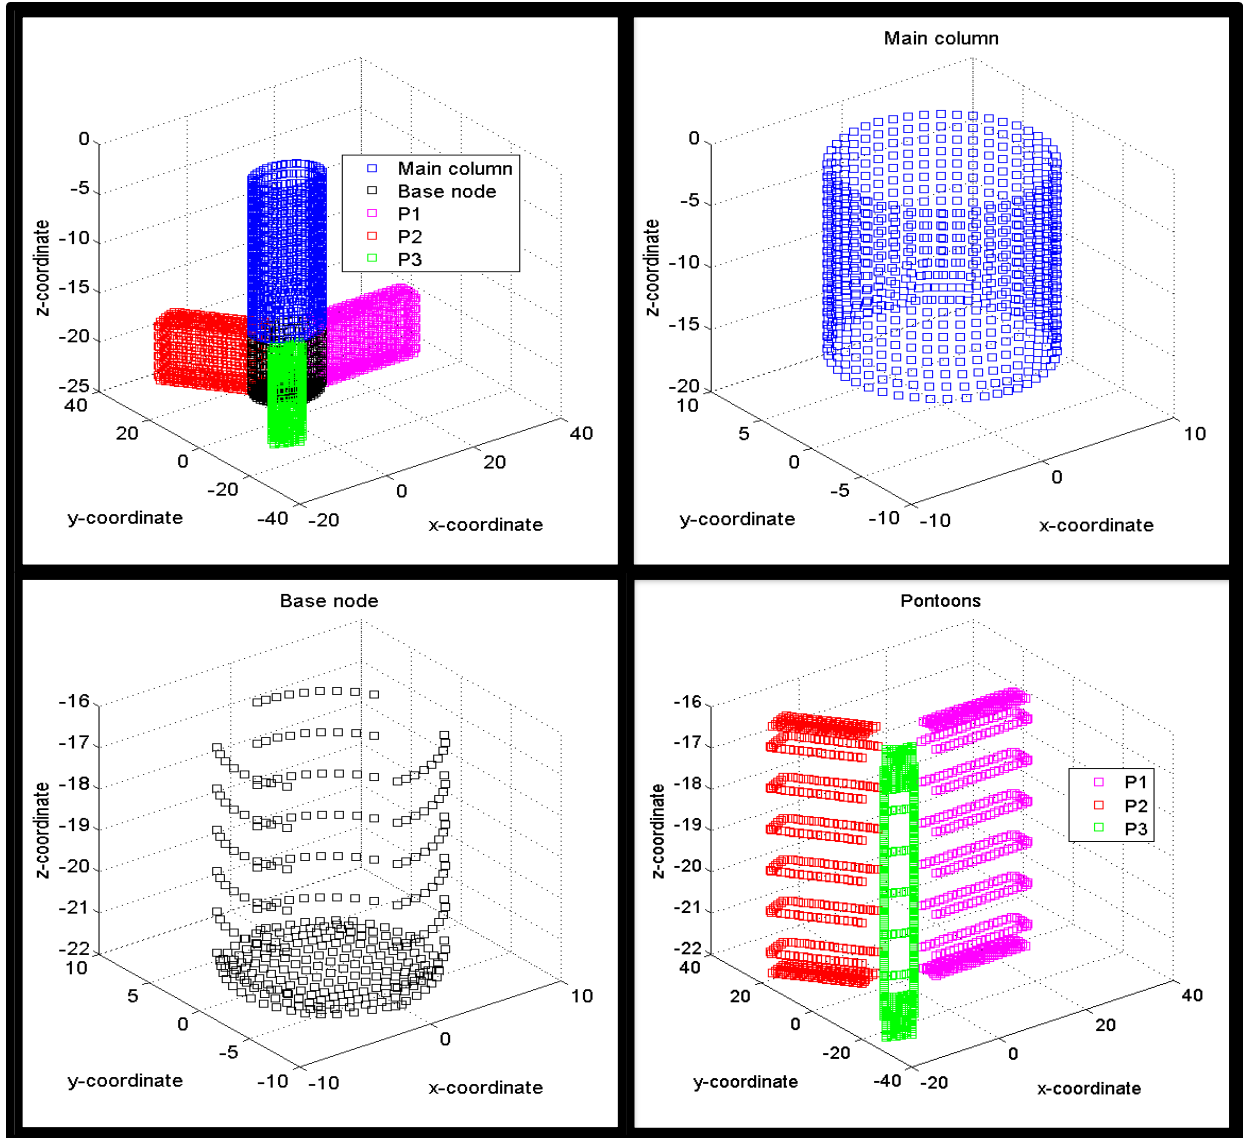 0
-5
-10
-15
-20
-25
z-coordinate
40
20
0
-20
-40
y-coordinate
-20
0
20
40
x-coordinate
Main column
Base node
P1
P2
P3
Main column
0
-5
-10
-15
-20
z-coordinate
10
5
0
-5
-10
y-coordinate
-10
0
10
x-coordinate
Base node
-16
-17
-18
-19
-20
-21
-22
z-coordinate
10
5
0
-5
-10
y-coordinate
-10
0
10
x-coordinate
Pontoons
-16
-17
-18
-19
-20
-21
-22
z-coordinate
40
20
0
-20
-40
y-coordinate
-20
0
20
40
x-coordinate
P1
P2
P3